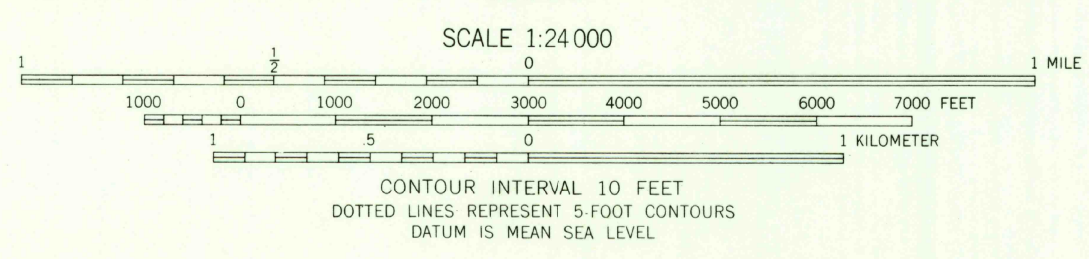 SCALE 1:24 000
1 1/2 0 1 MILE
1000 0 1000 2000 3000 4000 5000 6000 7000 FEET
1 .5 0 1 KILOMETER
CONTOUR INTERVAL 10 FEET
DOTTED LINES REPRESENT 5-FOOT CONTOURS
DATUM IS MEAN SEA LEVEL